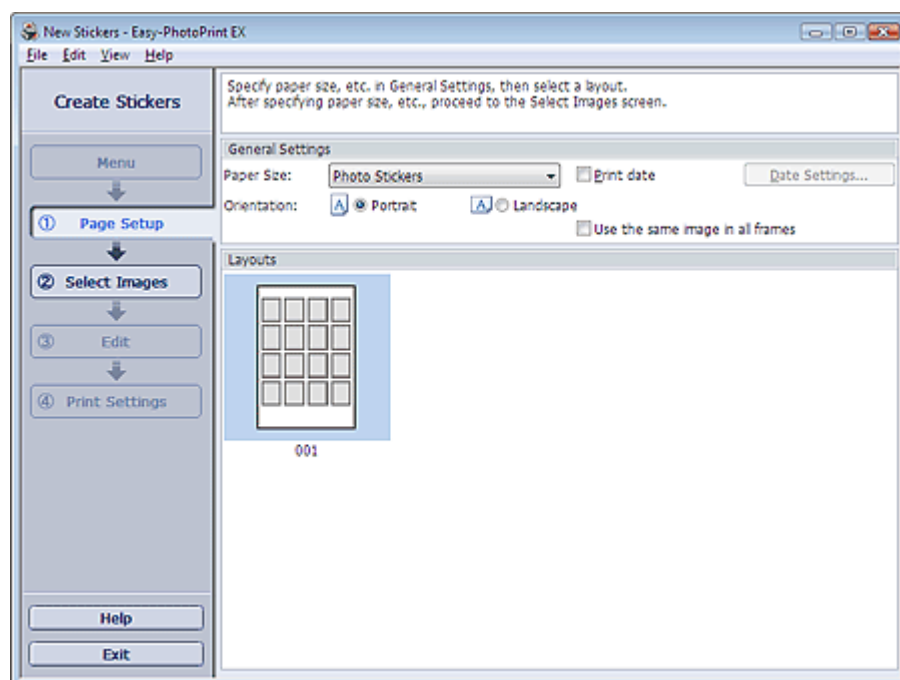 New Stickers - Easy-PhotoPrint EX
File Edit View Help
Create Stickers
Specify paper size, etc. in General Settings, then select a layout.
After specifying paper size, etc., proceed to the Select Images screen.
Menu
① Page Setup
② Select Images
③ Edit
④ Print Settings
General Settings
Paper Size: Photo Stickers Print date Date Settings...
Orientation: A Portrait A Landscape
Use the same image in all frames
Layouts
001
Help
Exit